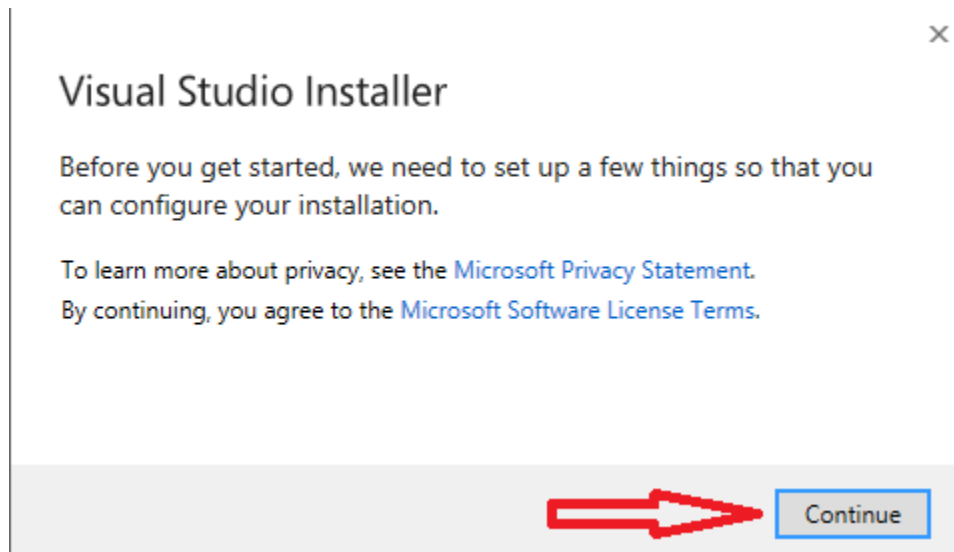 Visual Studio Installer
Before you get started, we need to set up a few things so that you
can configure your installation.
To learn more about privacy, see the Microsoft Privacy Statement.
By continuing, you agree to the Microsoft Software License Terms.
Continue